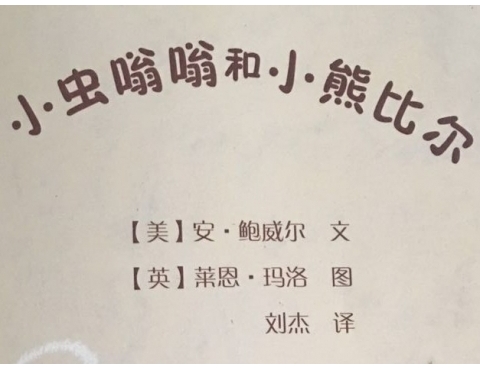 小虫嗡嗡和小熊比尔
【美】安·鲍威尔 文
【英】莱恩·玛洛 图
刘杰 译